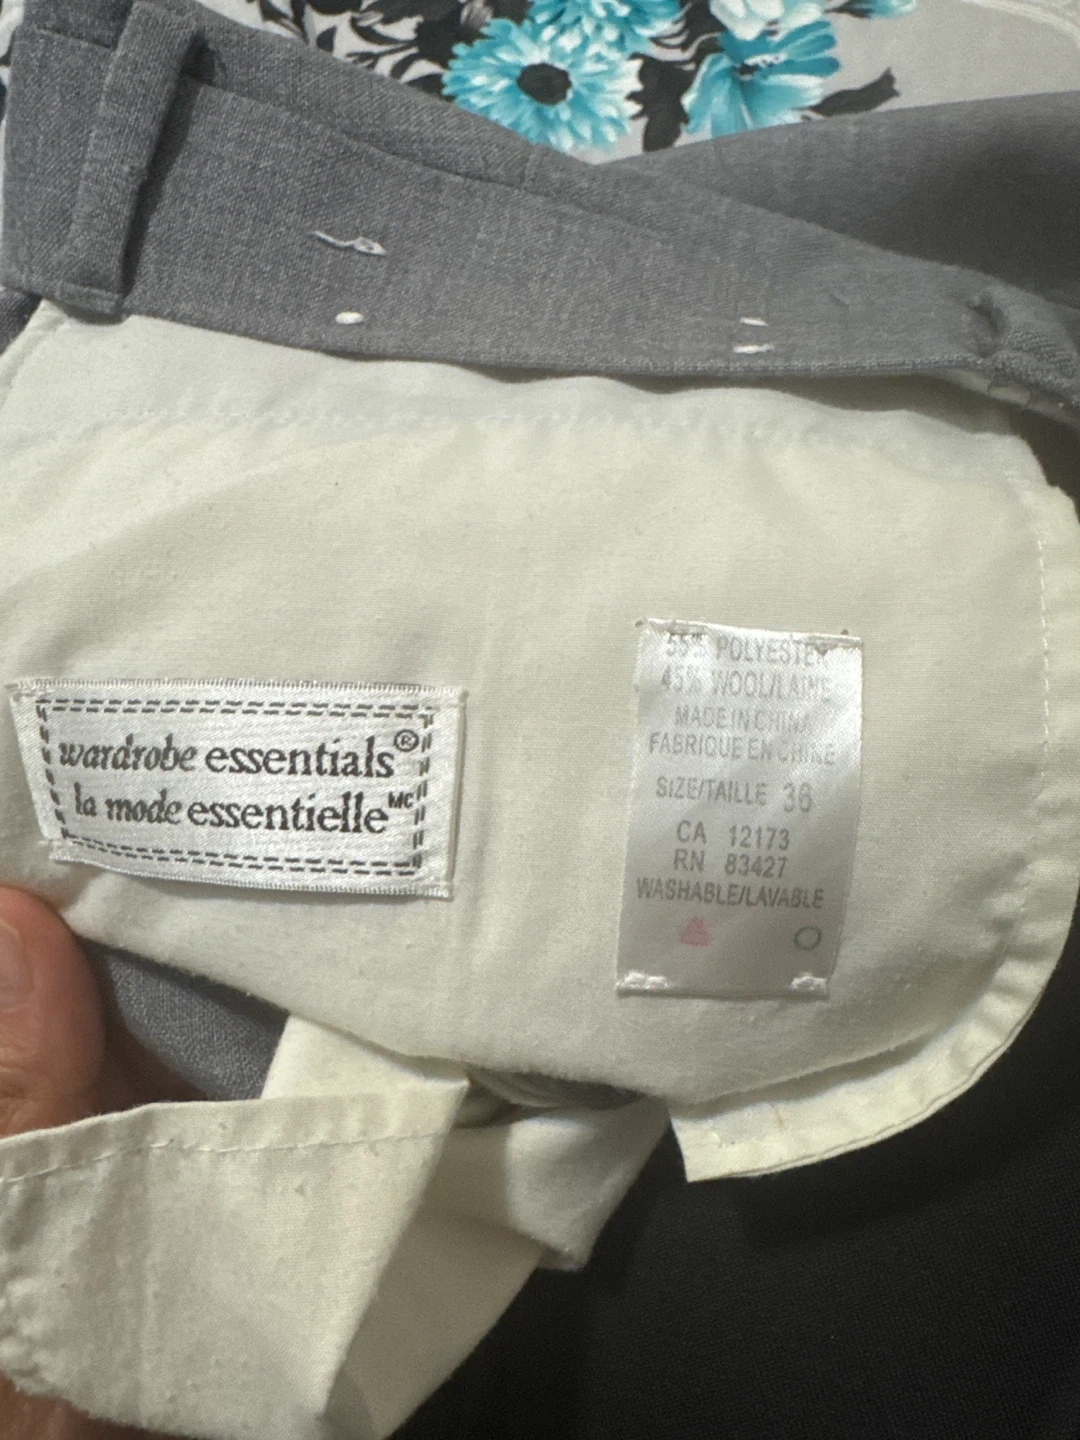 wardrobe essentials®
la mode essentielle MC
55% POLYESTER
45% WOOL/LAINE
MADE IN CHINA
FABRIQUE EN CHINE
SIZE/TAILLE 36
CA 12173
RN 83427
WASHABLE/LAVABLE